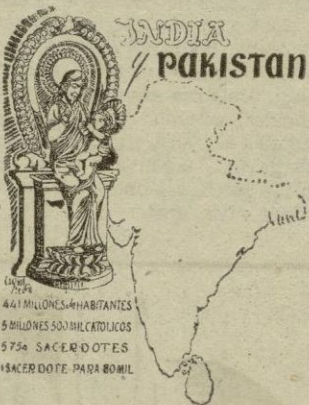 INDIA
y PAKISTAN
441 MILLONES de HABITANTES
5 MILLONES 500 MIL CATOLICOS
5754 SACERDOTES
1 SACERDOTE PARA 80 MIL